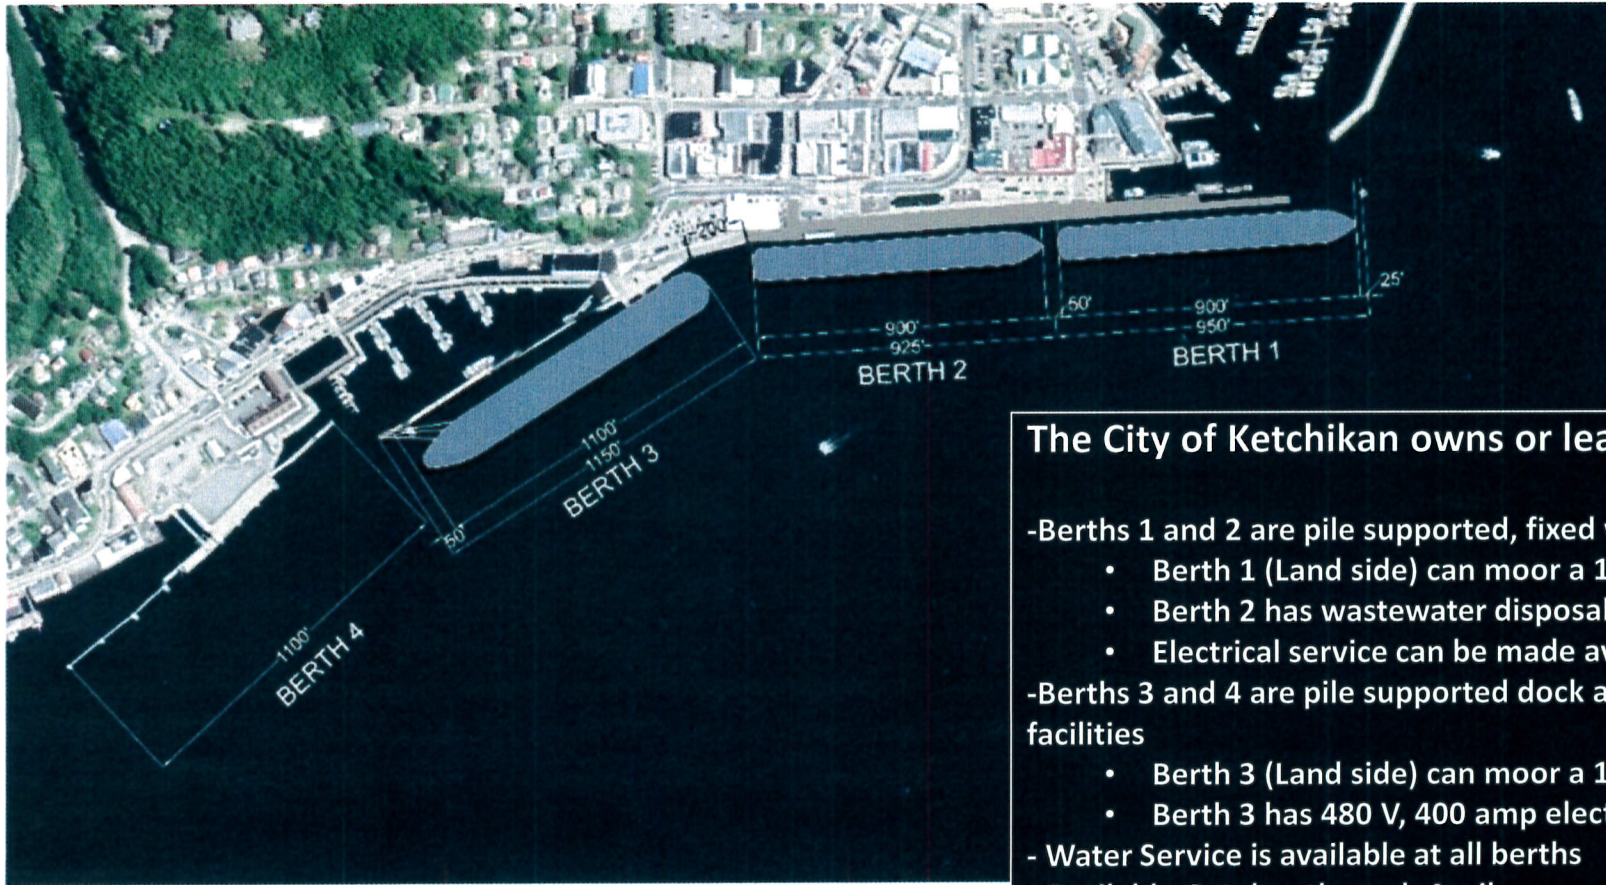 200'
25'
50'
900'
900'
950'
925'
BERTH 1
BERTH 2
1100'
1150'
BERTH 3
50'
1100'
BERTH 4
The City of Ketchikan owns or lea
-Berths 1 and 2 are pile supported, fixed
• Berth 1 (Land side) can moor a 1
• Berth 2 has wastewater disposal
• Electrical service can be made av
-Berths 3 and 4 are pile supported dock a
facilities
• Berth 3 (Land side) can moor a 1
• Berth 3 has 480 V, 400 amp elect
- Water Service is available at all berths